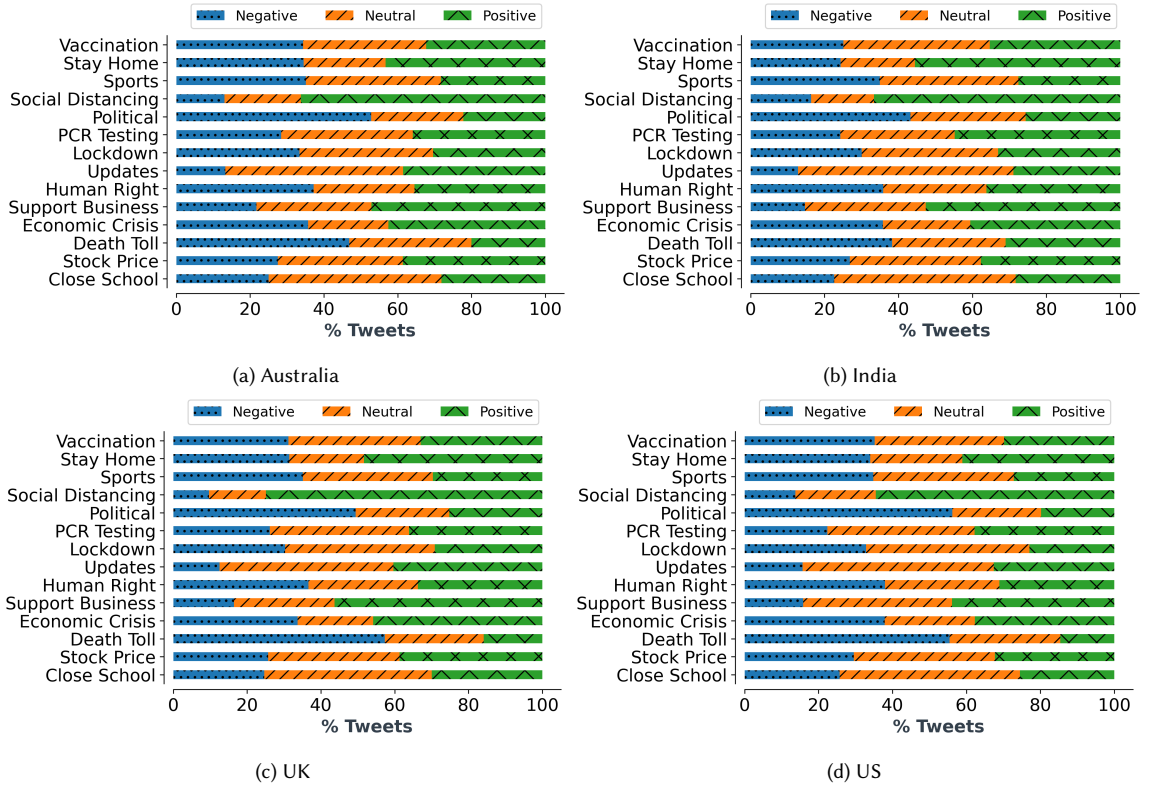 Negative Neutral Positive
Vaccination
Stay Home
Sports
Social Distancing
Political
PCR Testing
Lockdown
Updates
Human Right
Support Business
Economic Crisis
Death Toll
Stock Price
Close School
0 20 40 60 80 100
% Tweets
(a) Australia
Negative Neutral Positive
Vaccination
Stay Home
Sports
Social Distancing
Political
PCR Testing
Lockdown
Updates
Human Right
Support Business
Economic Crisis
Death Toll
Stock Price
Close School
0 20 40 60 80 100
% Tweets
(b) India
Negative Neutral Positive
Vaccination
Stay Home
Sports
Social Distancing
Political
PCR Testing
Lockdown
Updates
Human Right
Support Business
Economic Crisis
Death Toll
Stock Price
Close School
0 20 40 60 80 100
% Tweets
(c) UK
Negative Neutral Positive
Vaccination
Stay Home
Sports
Social Distancing
Political
PCR Testing
Lockdown
Updates
Human Right
Support Business
Economic Crisis
Death Toll
Stock Price
Close School
0 20 40 60 80 100
% Tweets
(d) US